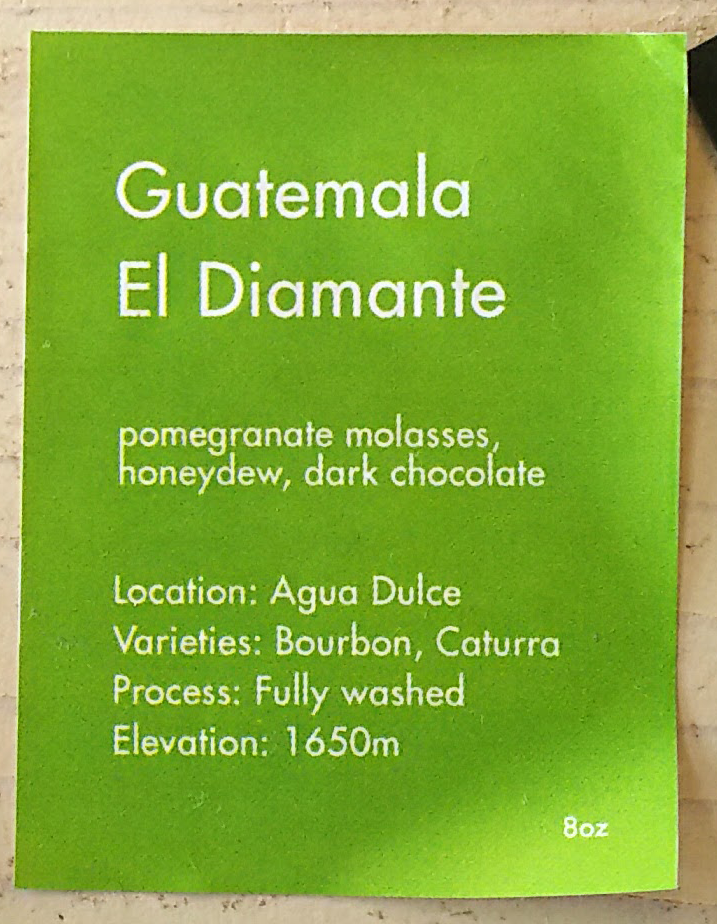 Guatemala
El Diamante
pomegranate molasses,
honeydew, dark chocolate
Location: Agua Dulce
Varieties: Bourbon, Caturra
Process: Fully washed
Elevation: 1650m
8oz